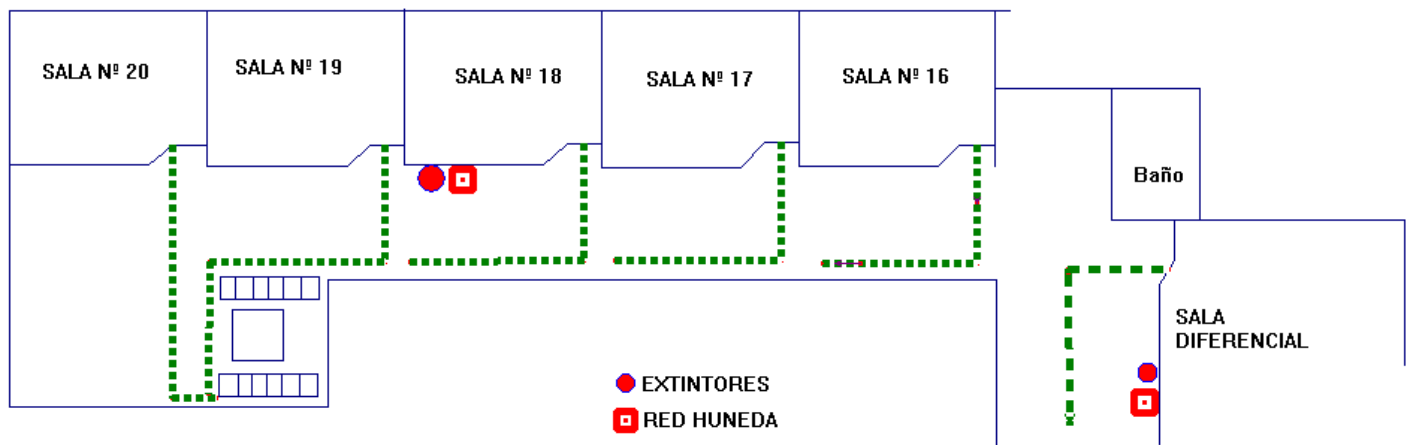 SALA Nº 20
SALA Nº 19
SALA Nº 18
SALA Nº 17
SALA Nº 16
Baño
SALA
DIFERENCIAL
EXTINTORES
RED HUNEDA